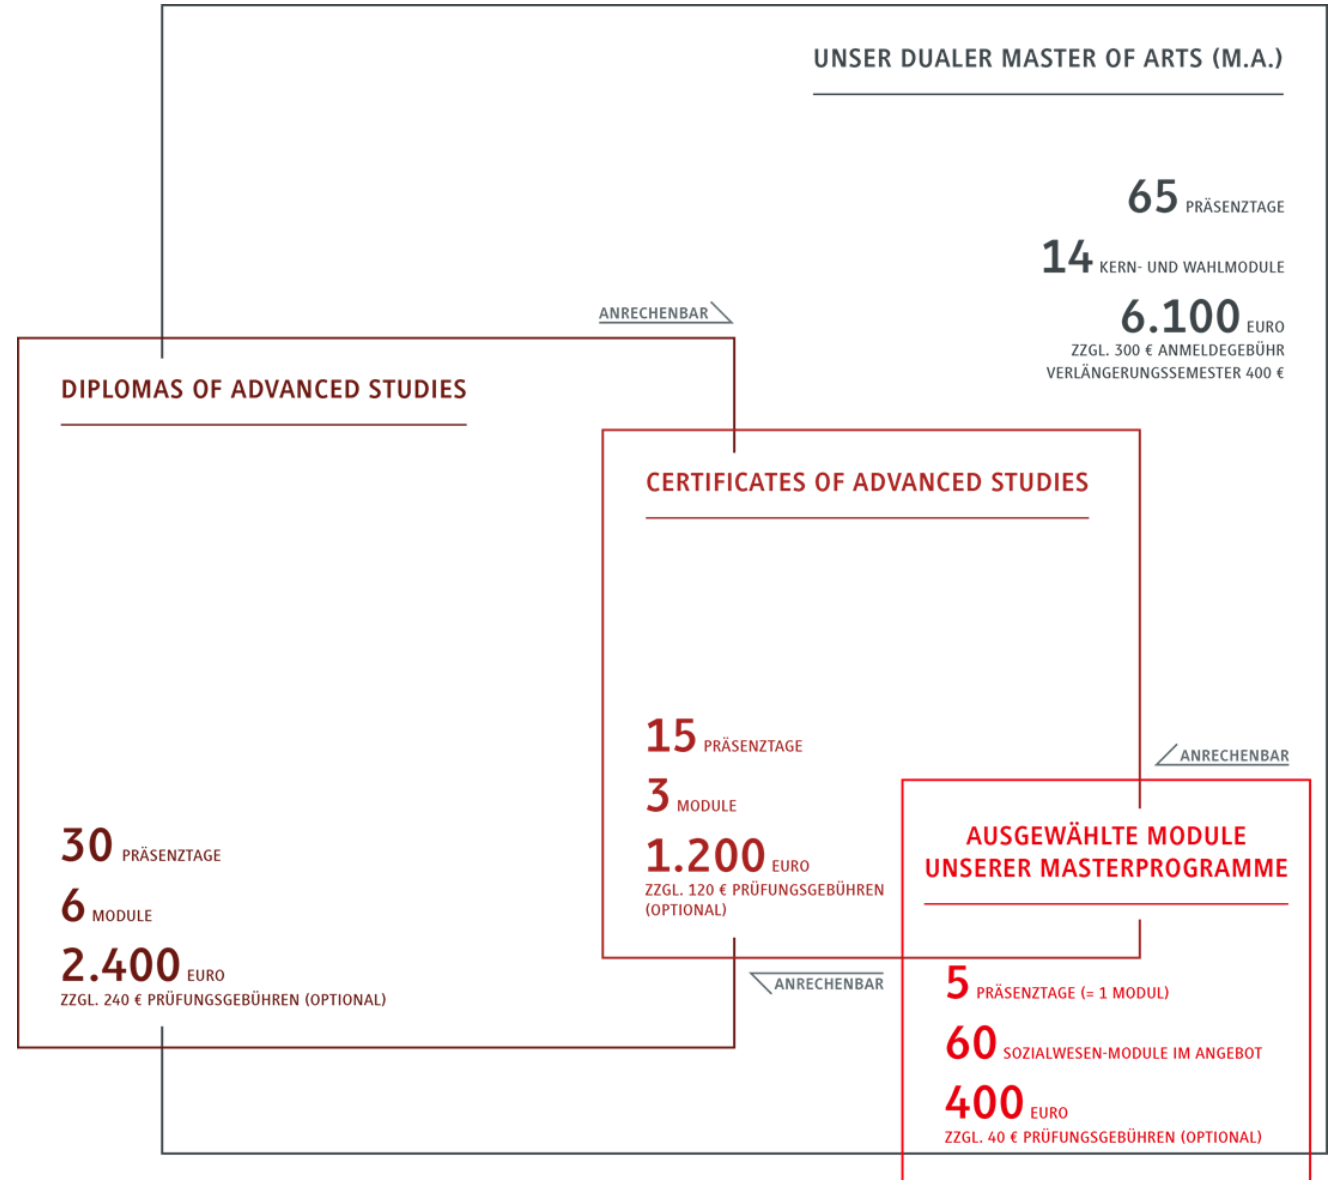 UNSER DUALER MASTER OF ARTS (M.A.)
65 PRÄSENZTAGE
14 KERN- UND WAHLMODULE
6.100 EURO
ZZGL. 300 € ANMELDEGEBÜHR
VERLÄNGERUNGSSEMESTER 400 €
ANRECHENBAR
DIPLOMAS OF ADVANCED STUDIES
30 PRÄSENZTAGE
6 MODULE
2.400 EURO
ZZGL. 240 € PRÜFUNGSGEBÜHREN (OPTIONAL)
CERTIFICATES OF ADVANCED STUDIES
15 PRÄSENZTAGE
3 MODULE
1.200 EURO
ZZGL. 120 € PRÜFUNGSGEBÜHREN
(OPTIONAL)
ANRECHENBAR
ANRECHENBAR
AUSGEWÄHLTE MODULE
UNSERER MASTERPROGRAMME
5 PRÄSENZTAGE (= 1 MODUL)
60 SOZIALWESEN-MODULE IM ANGEBOT
400 EURO
ZZGL. 40 € PRÜFUNGSGEBÜHREN (OPTIONAL)